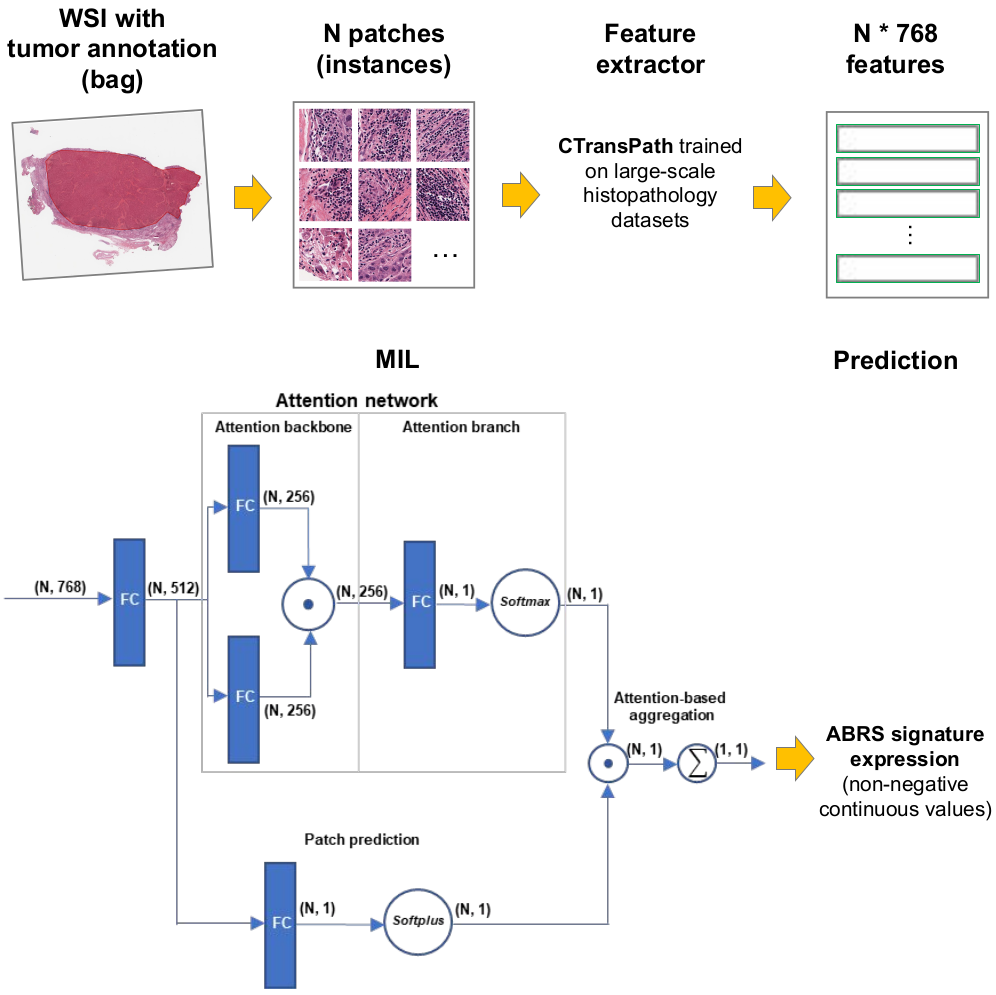 WSI with
tumor annotation
(bag)
N patches
(instances)
Feature
extractor
N * 768
features
...
CTransPath trained
on large-scale
histopathology
datasets
⋮
MIL
Prediction
Attention network
Attention backbone
Attention branch
FC
(N, 256)
(N, 768)
FC
(N, 512)
(N, 256)
FC
(N, 1)
Softmax
(N, 1)
FC
(N, 256)
Attention-based
aggregation
(N, 1)
∑
(1, 1)
ABRS signature
expression
(non-negative
continuous values)
Patch prediction
FC
(N, 1)
Softplus
(N, 1)